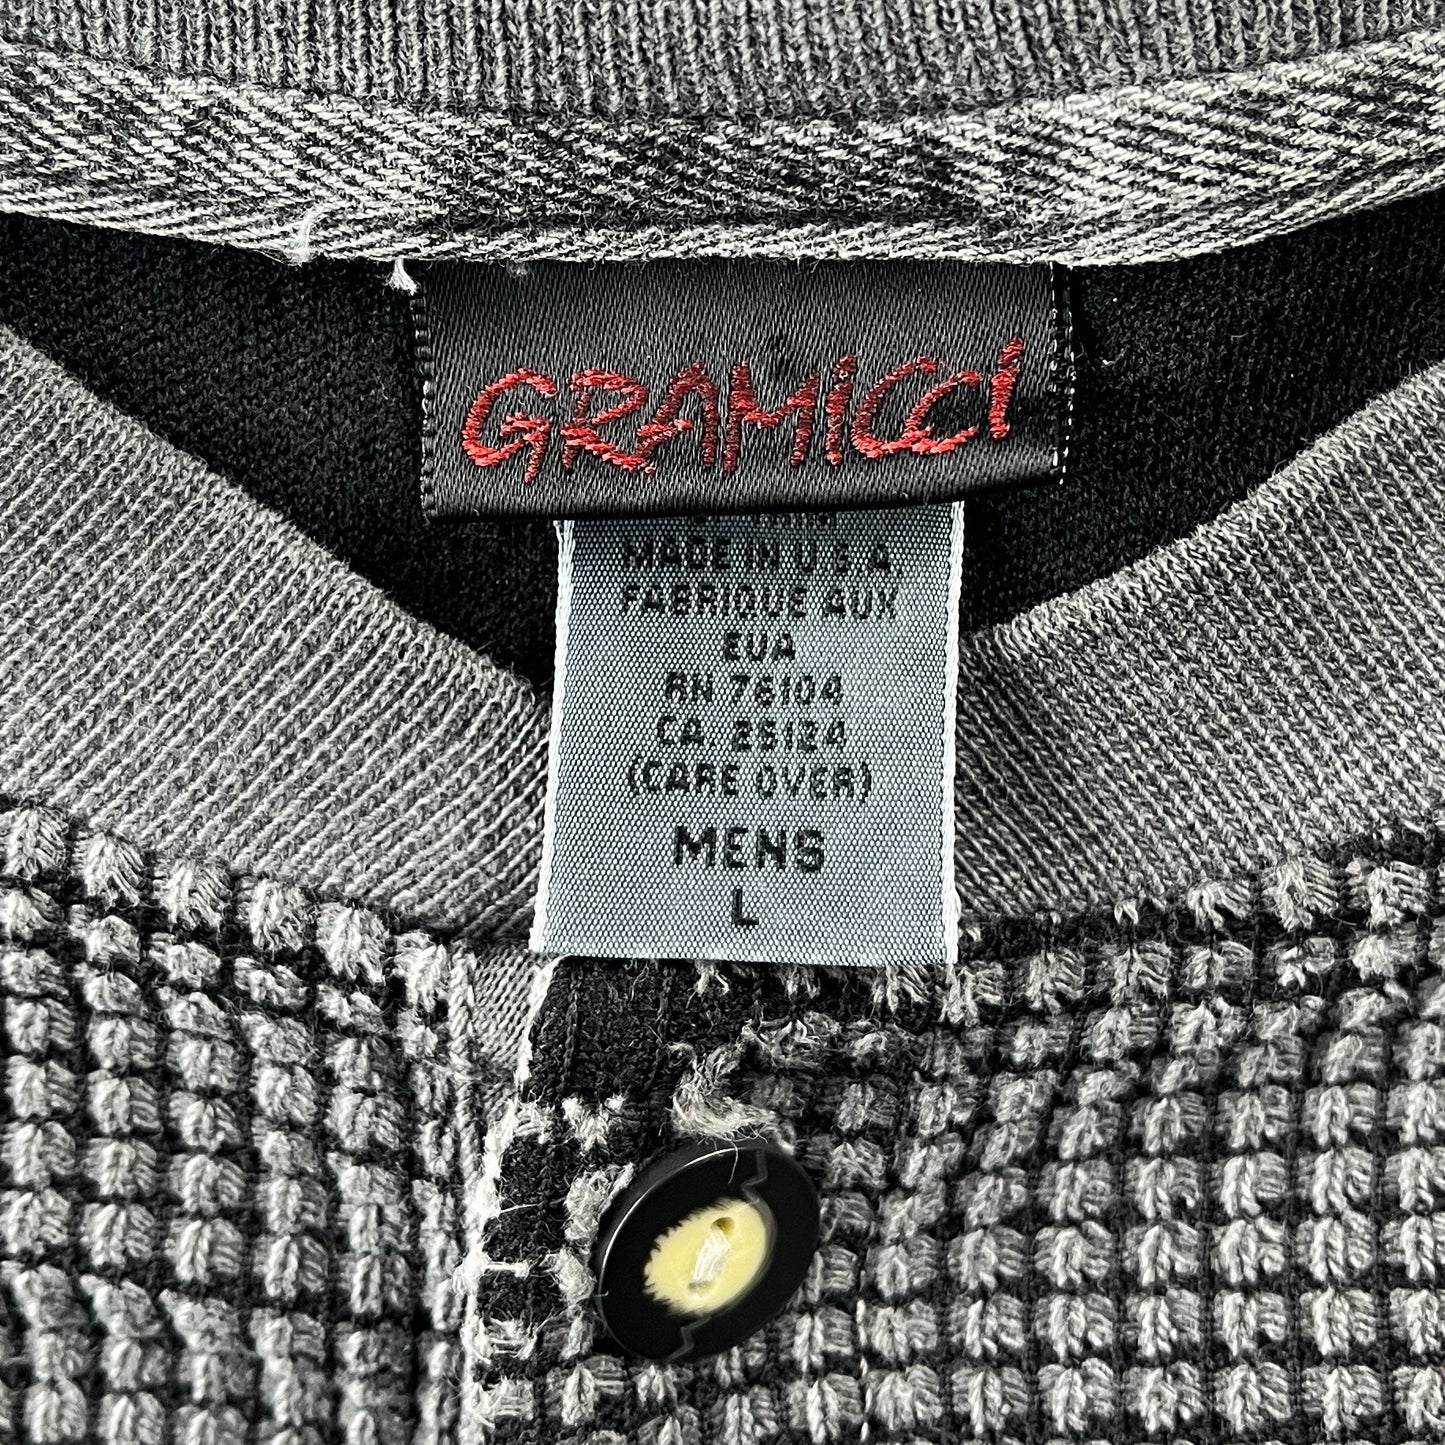 GRAMICCI
MADE IN U.S.A.
FABRIQUE AUX
EUA
RN 76104
CA. 25124
(CARE OVER)
MENS
L